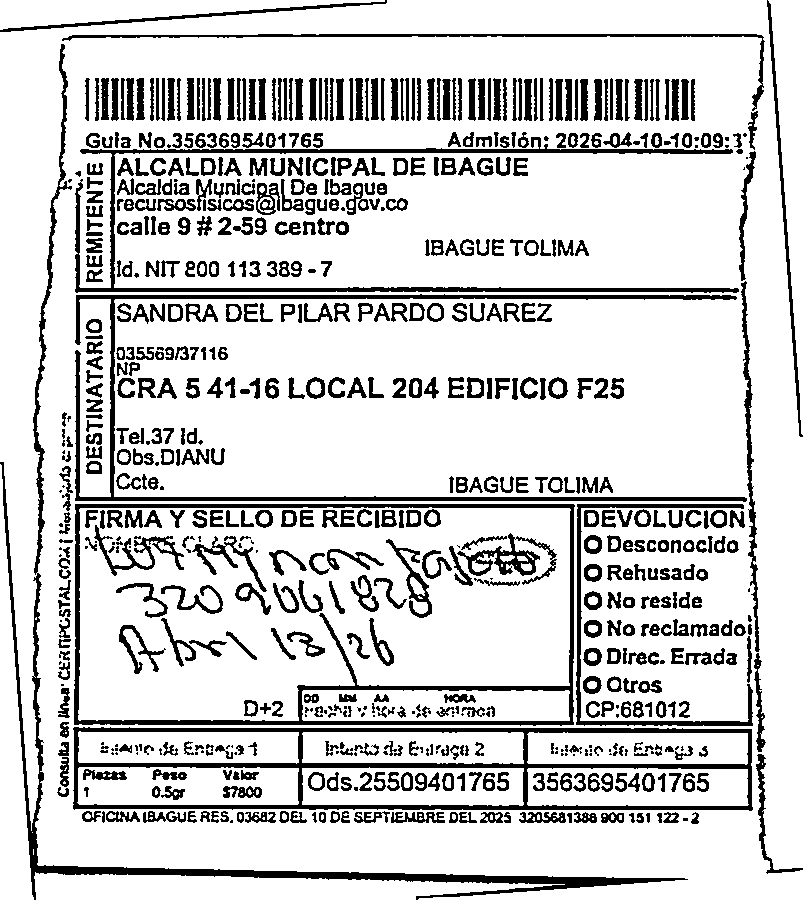 Guia No.3563695401765 Admisión: 2026-04-10-10:09:
REMITENTE
ALCALDIA MUNICIPAL DE IBAGUE
Alcaldia Municipal De Ibague
recursosfisicos@ibague.gov.co
calle 9 # 2-59 centro
IBAGUE TOLIMA
Id. NIT 800 113 389 - 7
DESTINATARIO
SANDRA DEL PILAR PARDO SUAREZ
035569/37116
NP
CRA 5 41-16 LOCAL 204 EDIFICIO F25
Tel.37 Id.
Obs.DIANU
Ccte.
IBAGUE TOLIMA
Consulta en línea: CERTIPOSTAL.COM |
FIRMA Y SELLO DE RECIBIDO
NOMBRE CLARO.
3209061828
Abril 13/26
D+2
DD MM AA HORA
Fecha y hora de entrega
DEVOLUCION
Desconocido
Rehusado
No reside
No reclamado
Direc. Errada
Otros
CP:681012
Intento de Entrega 1 Intento de Entrega 2 Intento de Entrega 3
Piezas Peso Valor
1 0.5gr $7800
Ods.25509401765 3563695401765
OFICINA IBAGUE RES. 03682 DEL 10 DE SEPTIEMBRE DEL 2025 3205681388 900 151 122 - 2